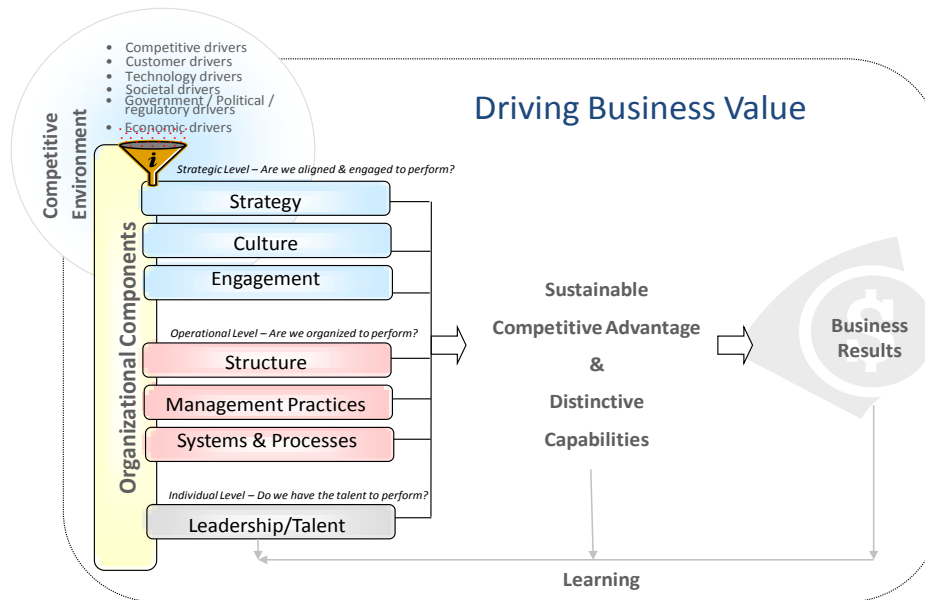 • Competitive drivers
• Customer drivers
• Technology drivers
• Societal drivers
• Government / Political /
regulatory drivers
• Economic drivers
Driving Business Value
Competitive
Environment
i
Organizational Components
Strategic Level – Are we aligned & engaged to perform?
Strategy
Culture
Engagement
Operational Level – Are we organized to perform?
Structure
Management Practices
Systems & Processes
Individual Level – Do we have the talent to perform?
Leadership/Talent
Sustainable
Competitive Advantage
&
Distinctive
Capabilities
$
Business
Results
Learning